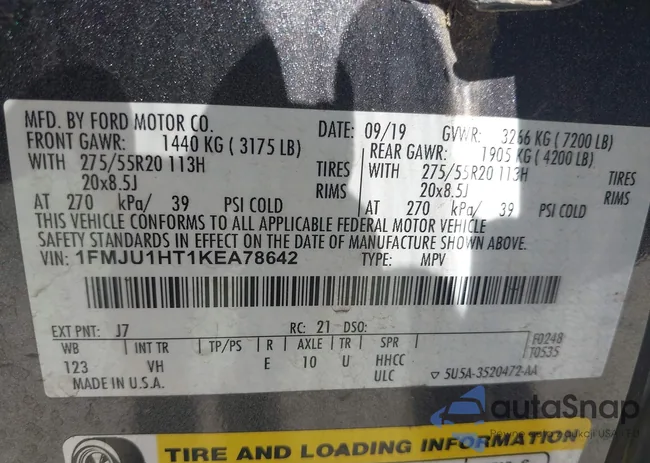 MFD. BY FORD MOTOR CO. DATE: 09/19 GVWR: 3266 KG ( 7200 LB)
FRONT GAWR: 1440 KG ( 3175 LB) REAR GAWR: 1905 KG ( 4200 LB)
WITH 275/55R20 113H TIRES WITH 275/55R20 113H TIRES
20x8.5J RIMS 20x8.5J RIMS
AT 270 kPa/ 39 PSI COLD AT 270 kPa/ 39 PSI COLD
THIS VEHICLE CONFORMS TO ALL APPLICABLE FEDERAL MOTOR VEHICLE
SAFETY STANDARDS IN EFFECT ON THE DATE OF MANUFACTURE SHOWN ABOVE.
VIN: 1FMJU1HT1KEA78642 TYPE: MPV
EXT PNT: J7 RC: 21 DSO:
WB INT TR TP/PS R AXLE TR SPR F0248
123 VH E 10 U HHCC T0535
ULC ▽ 5U5A-3520472-AA
MADE IN U.S.A.
autaSnap
TIRE AND LOADING INFORMATION